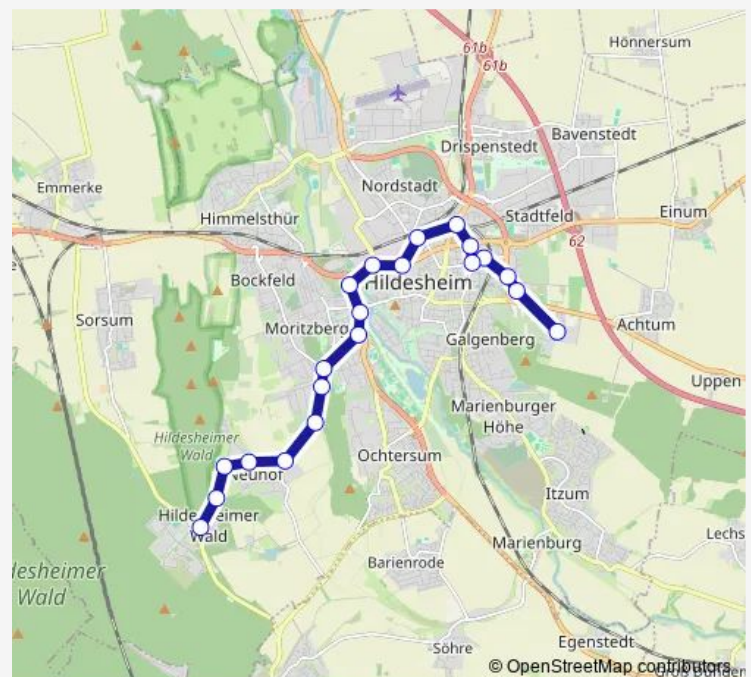 Hönnersum
61b
61b
Bavenstedt
Drispenstedt
Emmerke
Nordstadt
Himmelsthür
Stadtfeld
Einum
62
Bockfeld
Hildesheim
Sorsum
Moritzberg
Galgenberg
Achtum
Uppen
Marienburger
Höhe
Hildesheimer
Wald
Ochtersum
Neuhof
Itzum
Wald
Marienburg
Lechs
Barienrode
desheimer
Wald
Egenstedt
Söhre
© OpenStreetMap contributors